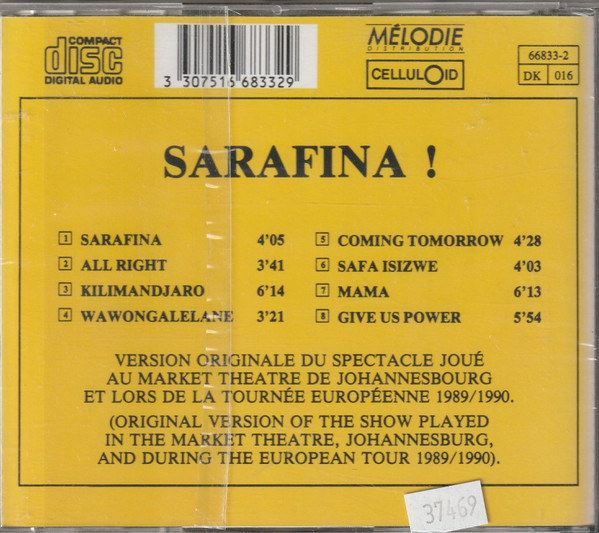 COMPACT
disc
DIGITAL AUDIO
3 307516 683329
MÉLODIE
DISTRIBUTION
CELLULOID
66833-2
DK 016
SARAFINA !
1 SARAFINA 4'05
2 ALL RIGHT 3'41
3 KILIMANDJARO 6'14
4 WAWONGALELANE 3'21
5 COMING TOMORROW 4'28
6 SAFA ISIZWE 4'03
7 MAMA 6'13
8 GIVE US POWER 5'54
VERSION ORIGINALE DU SPECTACLE JOUÉ
AU MARKET THEATRE DE JOHANNESBOURG
ET LORS DE LA TOURNÉE EUROPÉENNE 1989/1990.
(ORIGINAL VERSION OF THE SHOW PLAYED
IN THE MARKET THEATRE, JOHANNESBURG,
AND DURING THE EUROPEAN TOUR 1989/1990).
37469